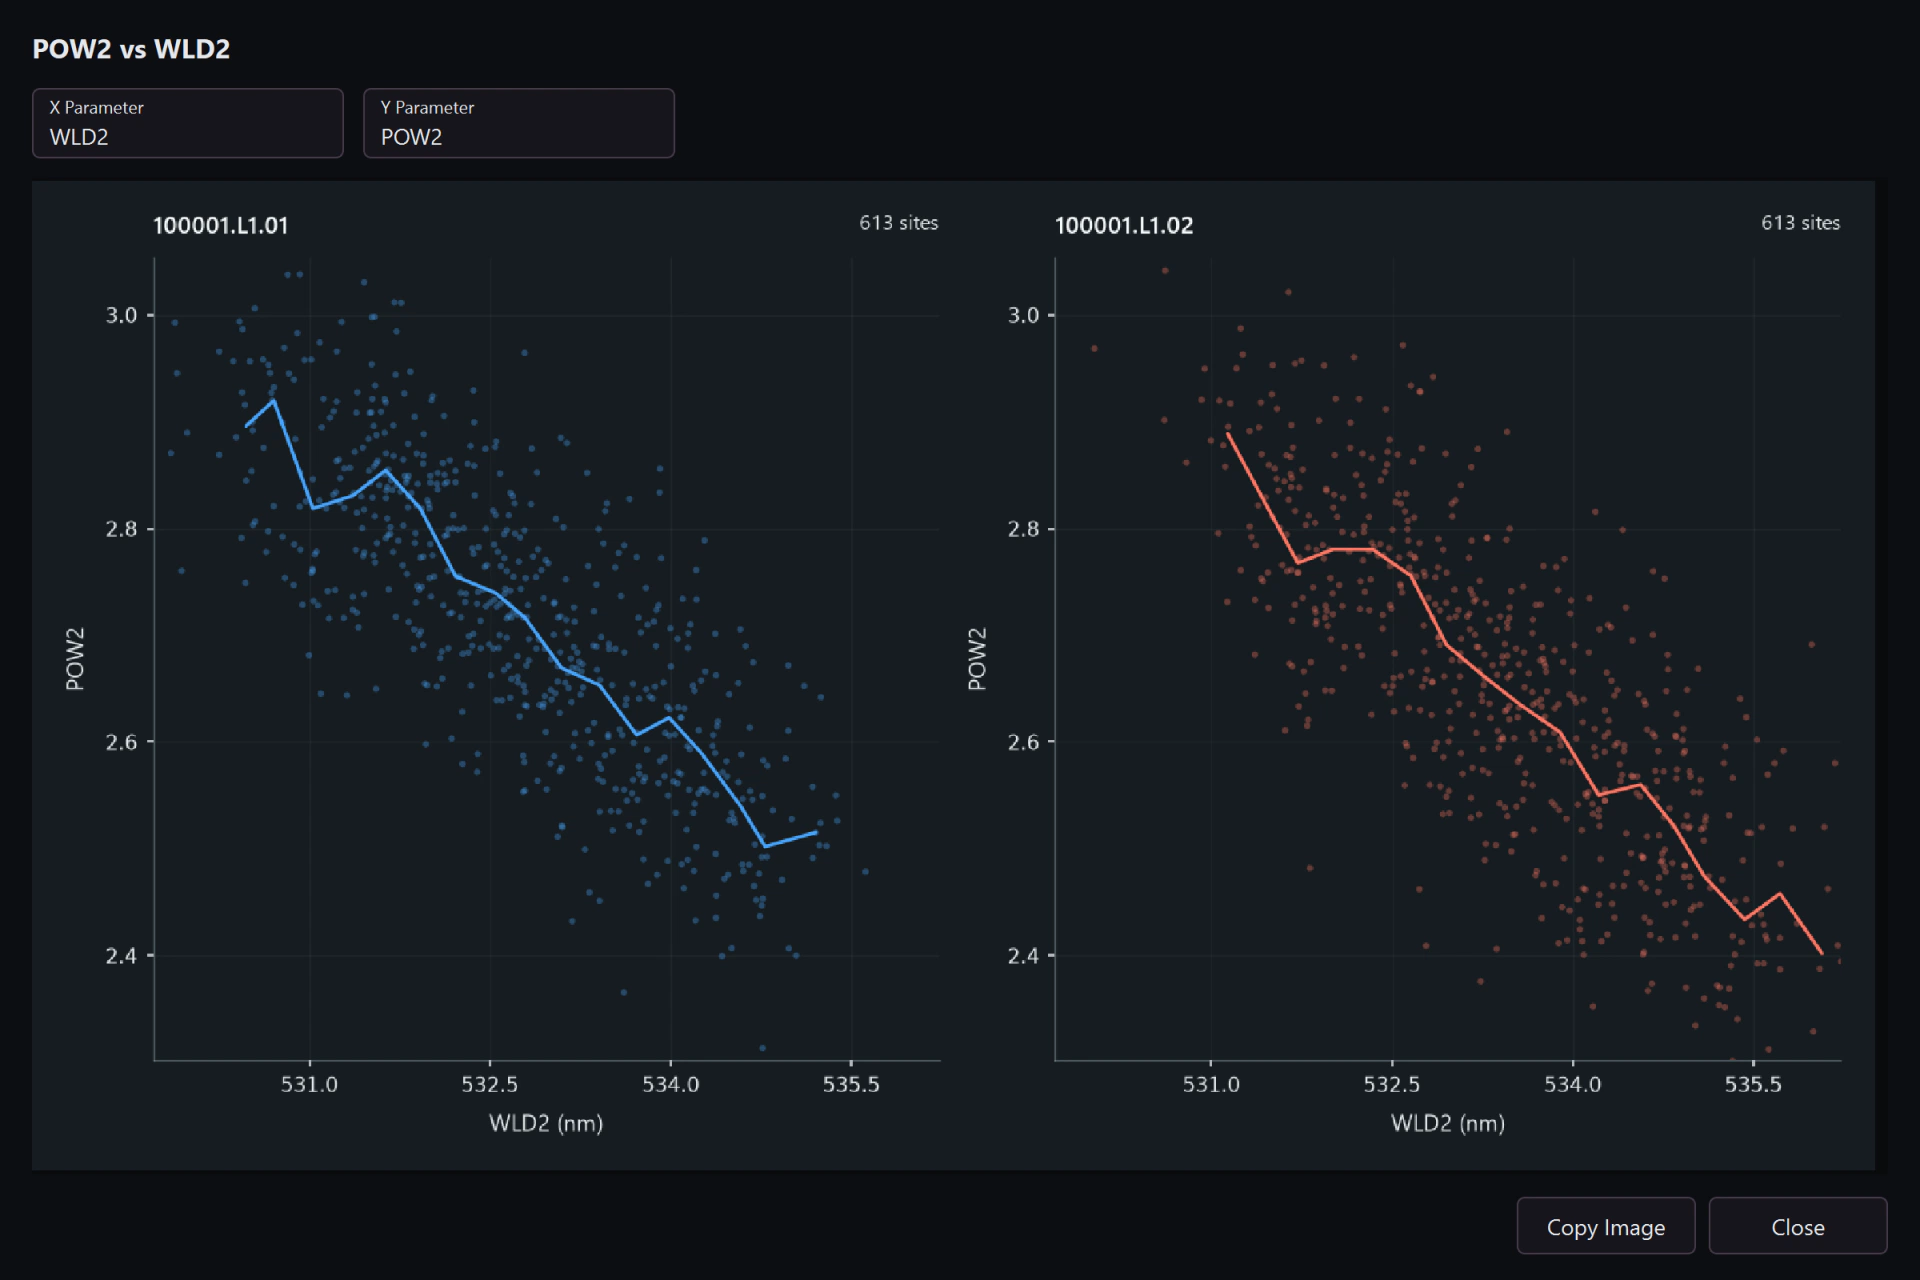 POW2 vs WLD2
X Parameter
WLD2
Y Parameter
POW2
100001.L1.01
613 sites
3.0
2.8
2.6
2.4
POW2
531.0
532.5
534.0
535.5
WLD2 (nm)
100001.L1.02
613 sites
3.0
2.8
2.6
2.4
POW2
531.0
532.5
534.0
535.5
WLD2 (nm)
Copy Image
Close